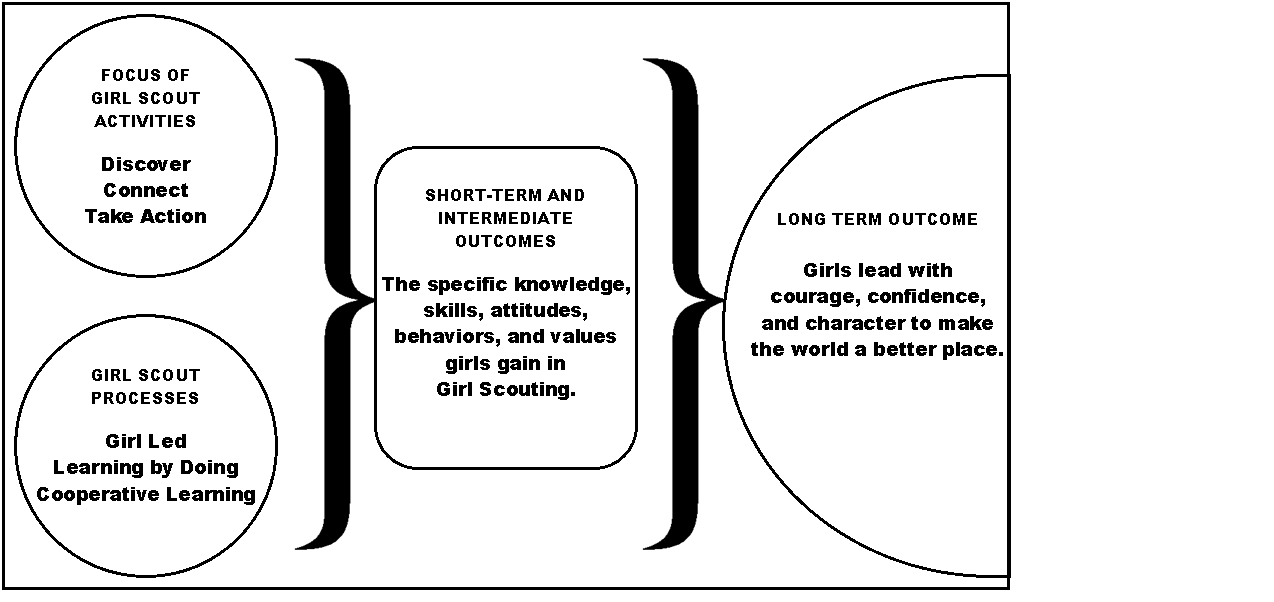 FOCUS OF
GIRL SCOUT
ACTIVITIES
Discover
Connect
Take Action
GIRL SCOUT
PROCESSES
Girl Led
Learning by Doing
Cooperative Learning
SHORT-TERM AND
INTERMEDIATE
OUTCOMES
The specific knowledge,
skills, attitudes,
behaviors, and values
girls gain in
Girl Scouting.
LONG TERM OUTCOME
Girls lead with
courage, confidence,
and character to make
the world a better place.